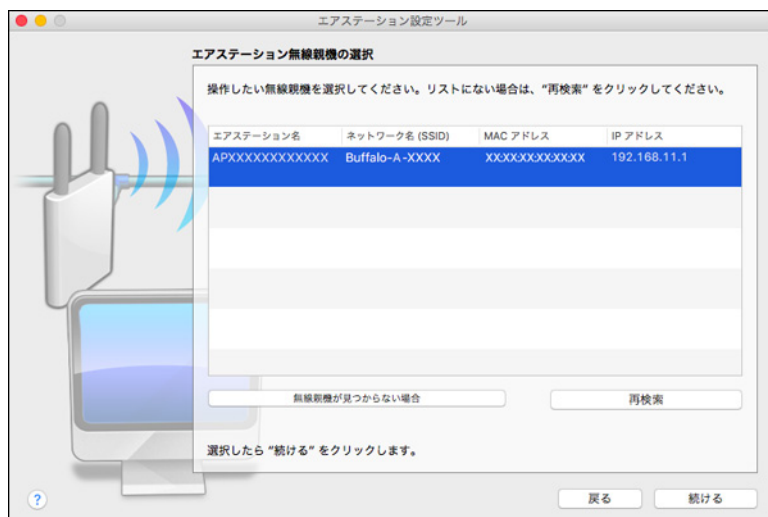 エアステーション設定ツール
エアステーション無線親機の選択
操作したい無線親機を選択してください。リストにない場合は、"再検索" をクリックしてください。
エアステーション名 ネットワーク名 (SSID) MAC アドレス IP アドレス
APXXXXXXXXXXXX Buffalo-A-XXXX XX:XX:XX:XX:XX:XX 192.168.11.1
無線親機が見つからない場合 再検索
選択したら "続ける" をクリックします。
? 戻る 続ける